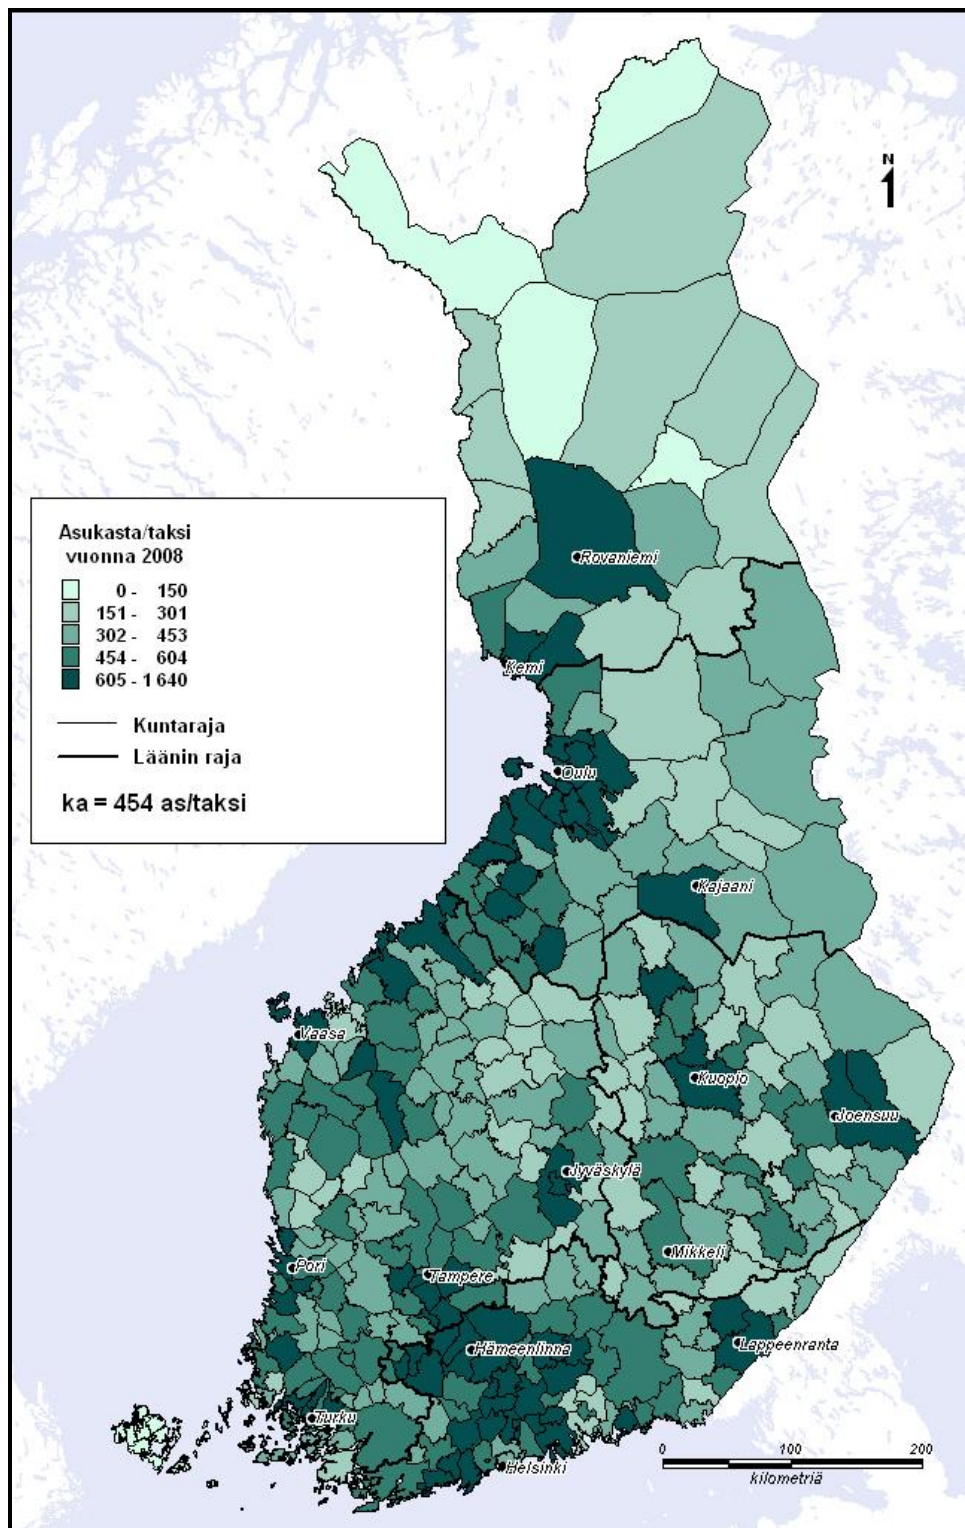 N
Asukasta/taksi
vuonna 2008
0 - 150
151 - 301
302 - 453
454 - 604
605 - 1 640
Kuntaraja
Läänin raja
ka = 454 as/taksi
Rovaniemi
Kemi
Oulu
Kajaani
Vaasa
Kuopio
Joensuu
Jyväskylä
Mikkeli
Pori
Tampere
Hämeenlinna
Lappeenranta
Turku
Helsinki
0 100 200
kilometriä